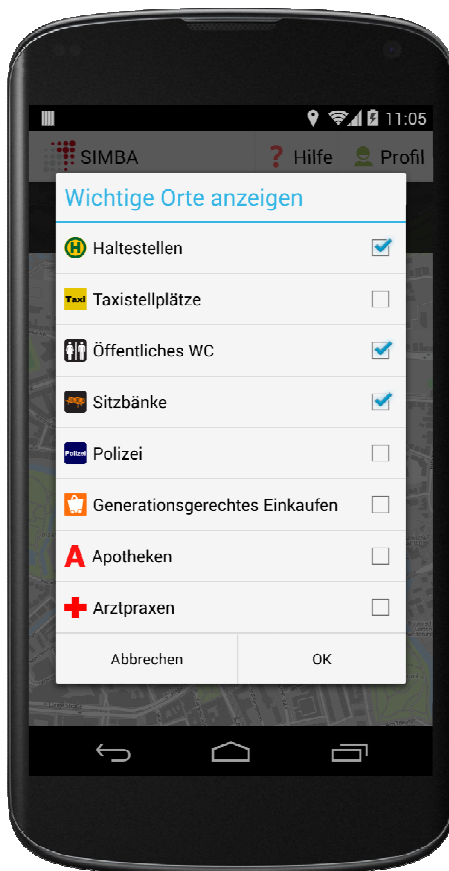 11:05
SIMBA
Hilfe
Profil
Wichtige Orte anzeigen
H Haltestellen
Taxi Taxistellplätze
Öffentliches WC
Sitzbänke
Polizei Polizei
Generationsgerechtes Einkaufen
A Apotheken
Arztpraxen
Abbrechen
OK